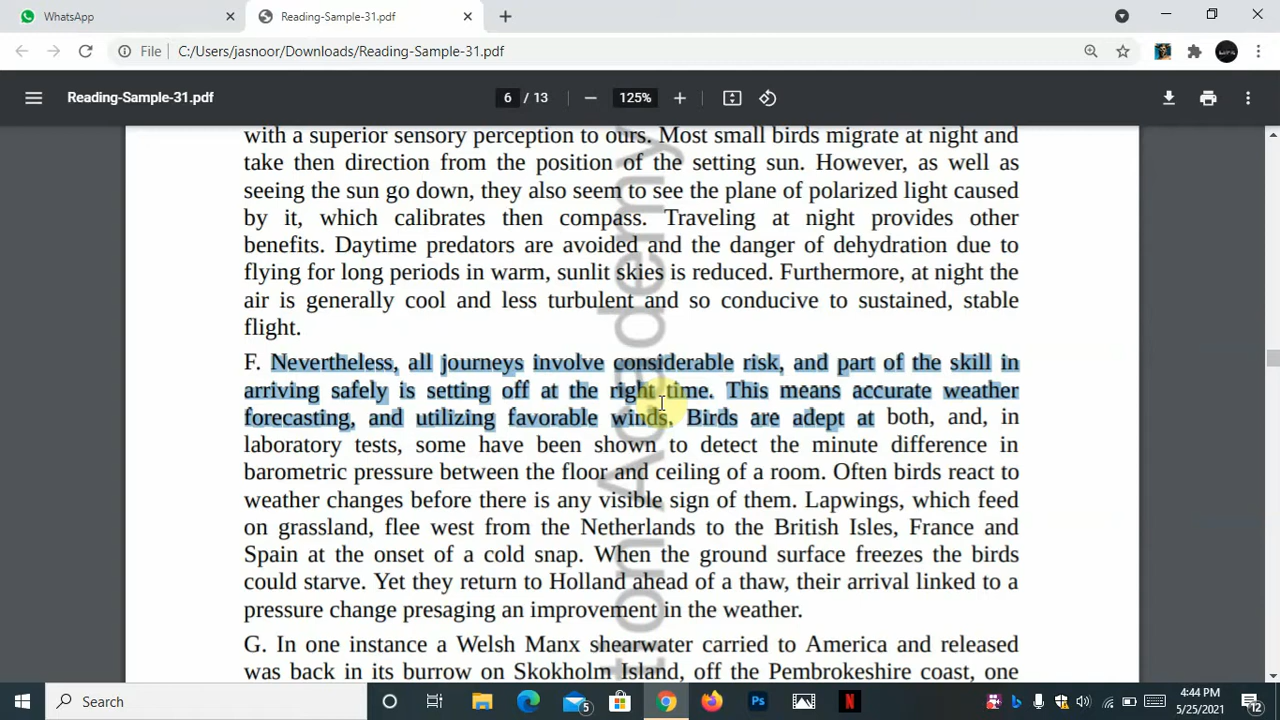 WhatsApp
Reading-Sample-31.pdf
File
C:/Users/jasnoor/Downloads/Reading-Sample-31.pdf
Reading-Sample-31.pdf
6 / 13
125%
with a superior sensory perception to ours. Most small birds migrate at night and
take then direction from the position of the setting sun. However, as well as
seeing the sun go down, they also seem to see the plane of polarized light caused
by it, which calibrates then compass. Traveling at night provides other
benefits. Daytime predators are avoided and the danger of dehydration due to
flying for long periods in warm, sunlit skies is reduced. Furthermore, at night the
air is generally cool and less turbulent and so conducive to sustained, stable
flight.
F. Nevertheless, all journeys involve considerable risk, and part of the skill in
arriving safely is setting off at the right time. This means accurate weather
forecasting, and utilizing favorable winds. Birds are adept at both, and, in
laboratory tests, some have been shown to detect the minute difference in
barometric pressure between the floor and ceiling of a room. Often birds react to
weather changes before there is any visible sign of them. Lapwings, which feed
on grassland, flee west from the Netherlands to the British Isles, France and
Spain at the onset of a cold snap. When the ground surface freezes the birds
could starve. Yet they return to Holland ahead of a thaw, their arrival linked to a
pressure change presaging an improvement in the weather.
G. In one instance a Welsh Manx shearwater carried to America and released
was back in its burrow on Skokholm Island, off the Pembrokeshire coast, one
tron Academy
Search
5
Ps
N
4:44 PM
5/25/2021
12